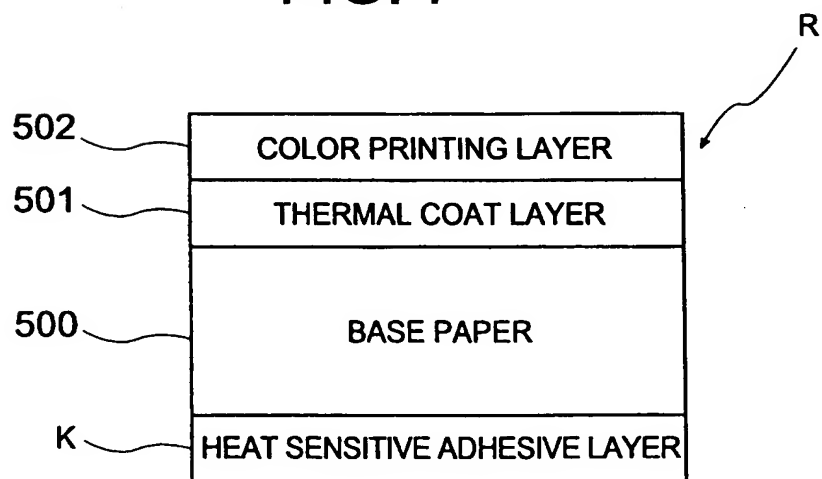 R
502 COLOR PRINTING LAYER
501 THERMAL COAT LAYER
500 BASE PAPER
K HEAT SENSITIVE ADHESIVE LAYER